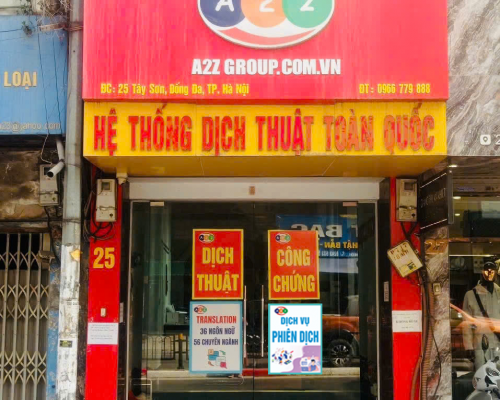 A2Z
A2Z GROUP.COM.VN
ĐC: 25 Tây Sơn, Đống Đa, TP. Hà Nội
ĐT: 0966 779 888
LOẠI
HỆ THỐNG DỊCH THUẬT TOÀN QUỐC
25
DỊCH
THUẬT
CÔNG
CHỨNG
TRANSLATION
36 NGÔN NGỮ
56 CHUYÊN NGÀNH
DỊCH VỤ
PHIÊN DỊCH